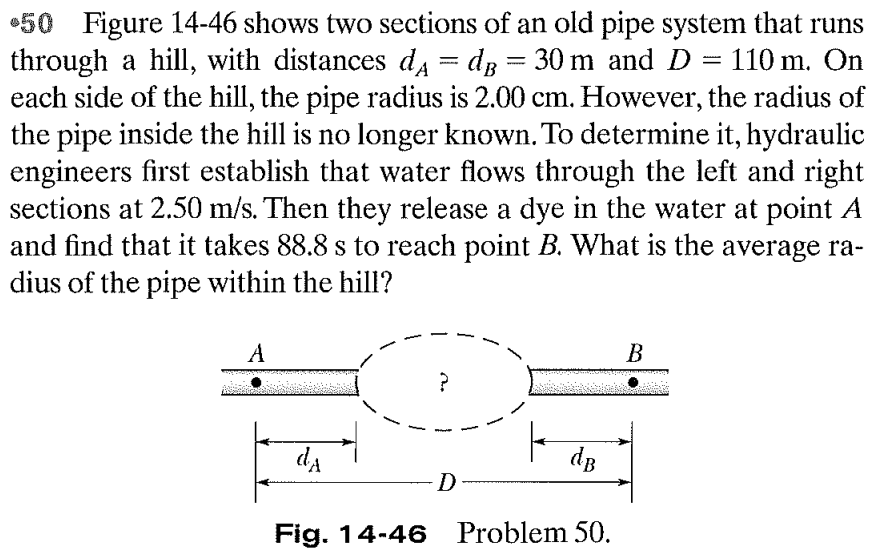 •50 Figure 14-46 shows two sections of an old pipe system that runs
through a hill, with distances d_A = d_B = 30 m and D = 110 m. On
each side of the hill, the pipe radius is 2.00 cm. However, the radius of
the pipe inside the hill is no longer known. To determine it, hydraulic
engineers first establish that water flows through the left and right
sections at 2.50 m/s. Then they release a dye in the water at point A
and find that it takes 88.8 s to reach point B. What is the average ra-
dius of the pipe within the hill?
A B
?
d_A d_B
D
Fig. 14-46 Problem 50.